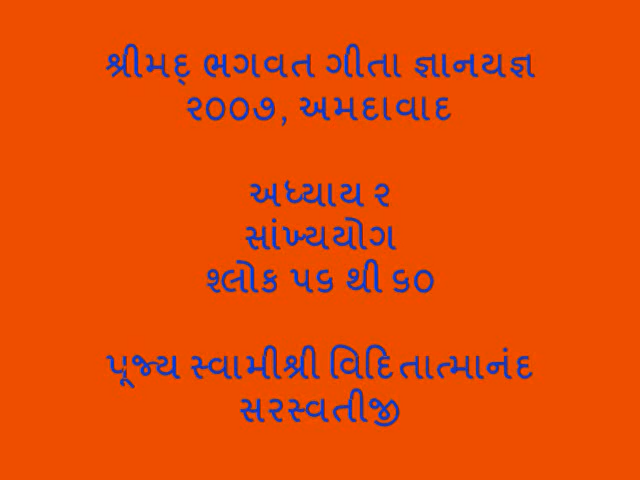 શ્રીમદ્ ભગવત ગીતા જ્ઞાનયજ્ઞ
૨૦૦૭, અમદાવાદ
અધ્યાય ૨
સાંખ્યયોગ
શ્લોક ૫૬ થી ૬૦
પૂજ્ય સ્વામીશ્રી વિદિતાત્માનંદ
સરસ્વતીજી